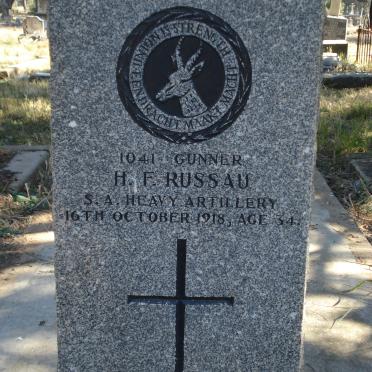 UNION IS STRENGTH
EENDRACHT MAAKT MACHT
1041 GUNNER
H. F. RUSSAU
S. A. HEAVY ARTILLERY
16TH OCTOBER 1918, AGE 34.